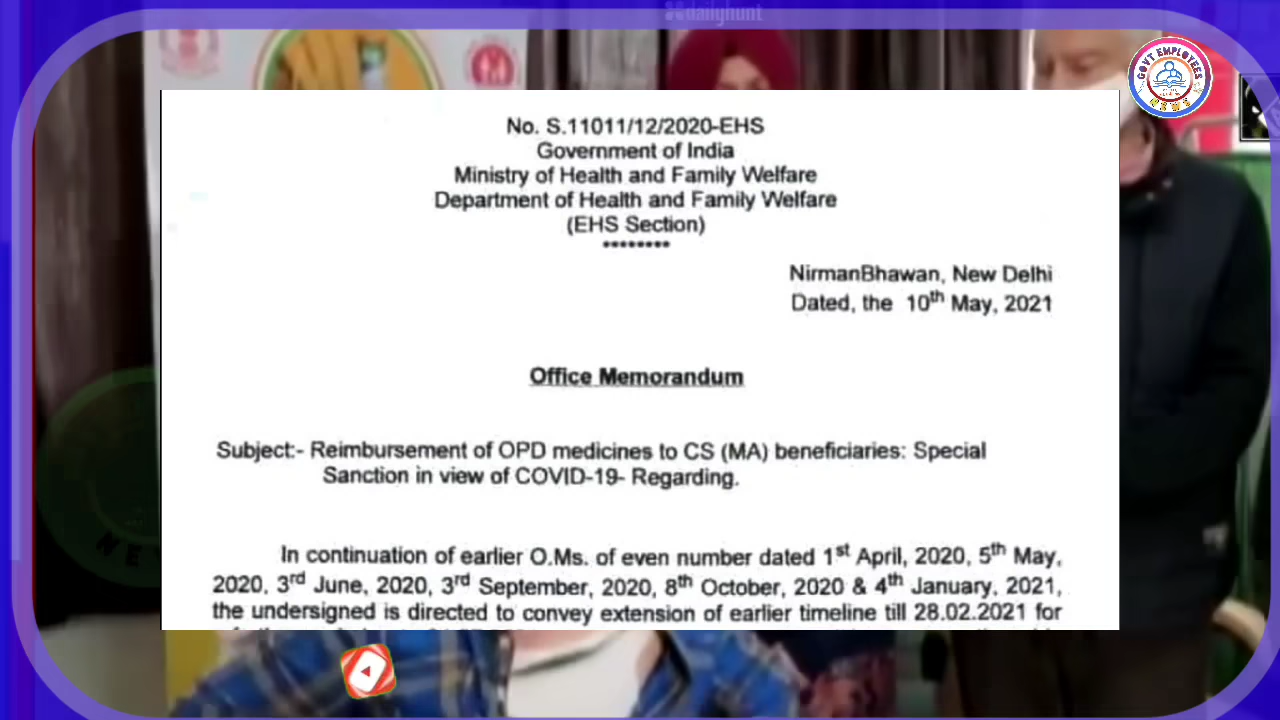 dailyhunt
GOVT EMPLOYEES
NEWS
No. S.11011/12/2020-EHS
Government of India
Ministry of Health and Family Welfare
Department of Health and Family Welfare
(EHS Section)
********
NirmanBhawan, New Delhi
Dated, the 10th May, 2021
Office Memorandum
Subject:- Reimbursement of OPD medicines to CS (MA) beneficiaries: Special
Sanction in view of COVID-19- Regarding.
In continuation of earlier O.Ms. of even number dated 1st April, 2020, 5th May,
2020, 3rd June, 2020, 3rd September, 2020, 8th October, 2020 & 4th January, 2021,
the undersigned is directed to convey extension of earlier timeline till 28.02.2021 for